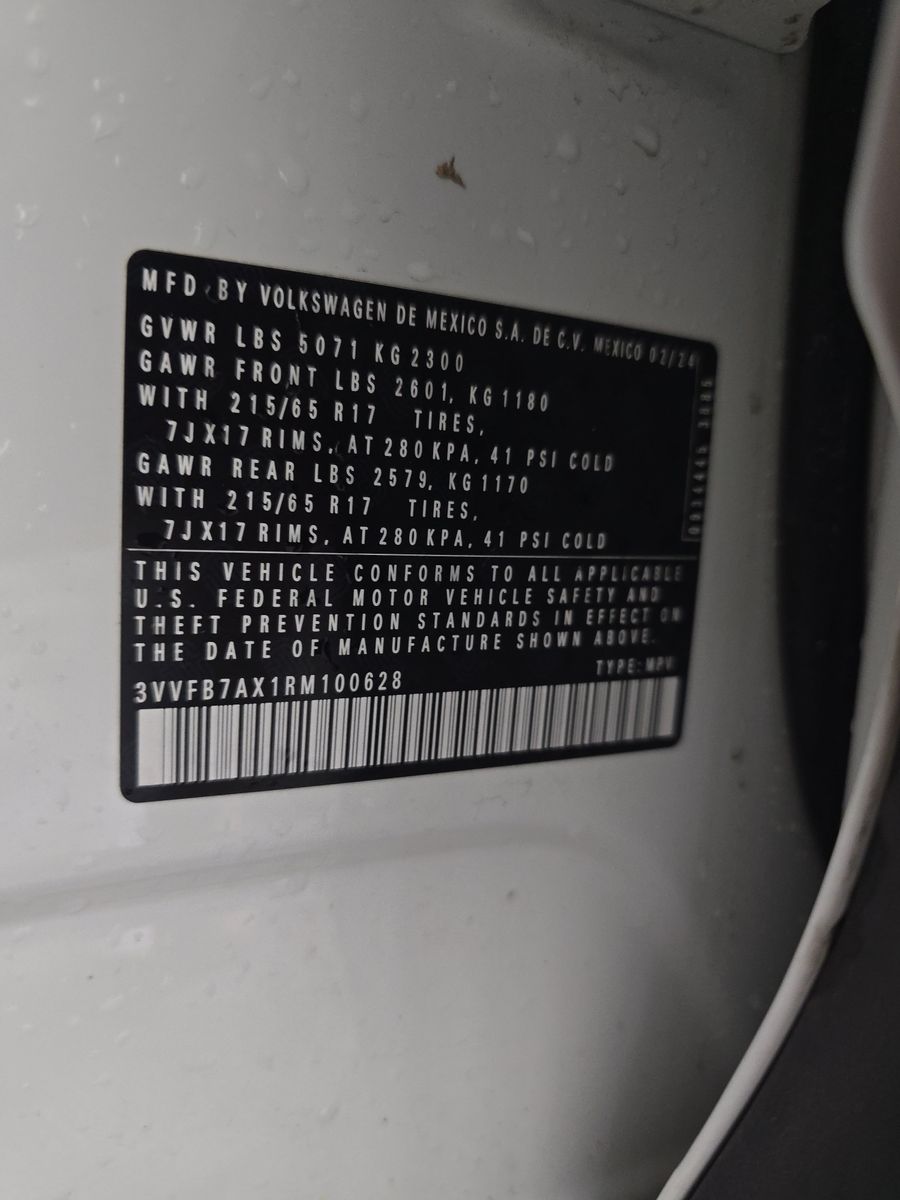 MFD. BY VOLKSWAGEN DE MEXICO S.A. DE C.V. MEXICO 02/24
GVWR LBS 5071 KG 2300
GAWR FRONT LBS 2601, KG 1180
WITH 215/65 R17 TIRES,
7J X17 RIMS, AT 280 KPA, 41 PSI COLD
GAWR REAR LBS 2579, KG 1170
WITH 215/65 R17 TIRES,
7J X17 RIMS, AT 280 KPA, 41 PSI COLD
THIS VEHICLE CONFORMS TO ALL APPLICABLE
U.S. FEDERAL MOTOR VEHICLE SAFETY AND
THEFT PREVENTION STANDARDS IN EFFECT ON
THE DATE OF MANUFACTURE SHOWN ABOVE.
TYPE: MPV
3VVFB7AX1RM100628